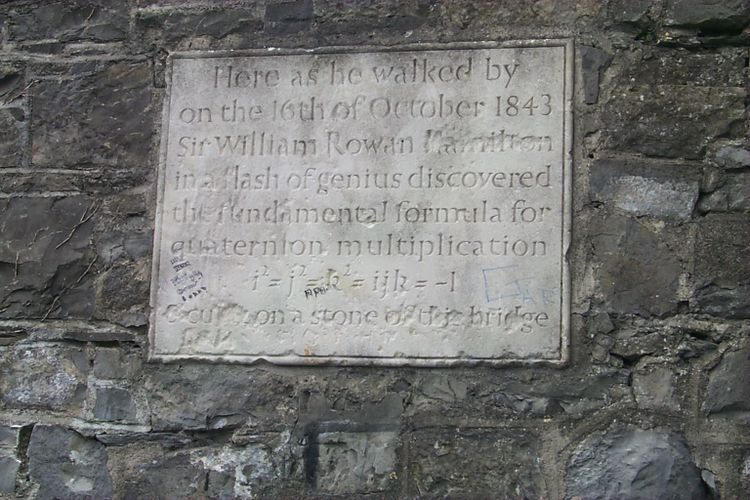 Here as he walked by
on the 16th of October 1843
Sir William Rowan Hamilton
in a flash of genius discovered
the fundamental formula for
quaternion multiplication
i² = j² = k² = ijk = −1
& cut it on a stone of this bridge